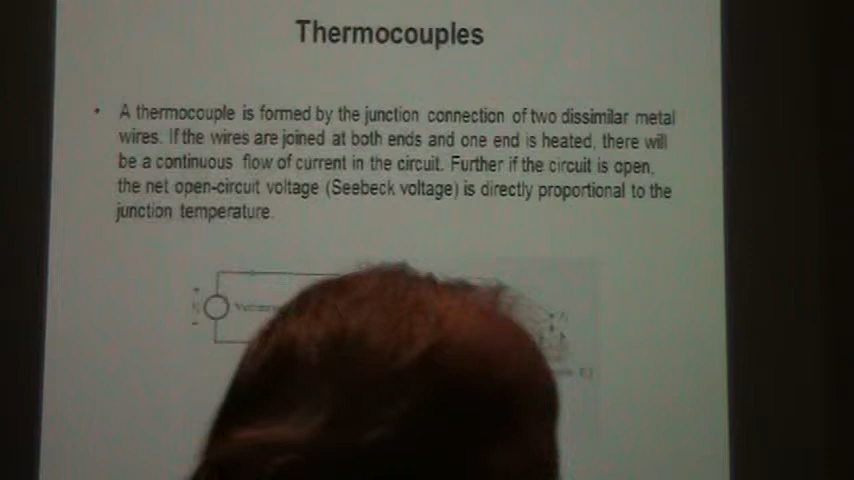 Thermocouples
• A thermocouple is formed by the junction connection of two dissimilar metal
wires. If the wires are joined at both ends and one end is heated, there will
be a continuous flow of current in the circuit. Further if the circuit is open,
the net open-circuit voltage (Seebeck voltage) is directly proportional to the
junction temperature.